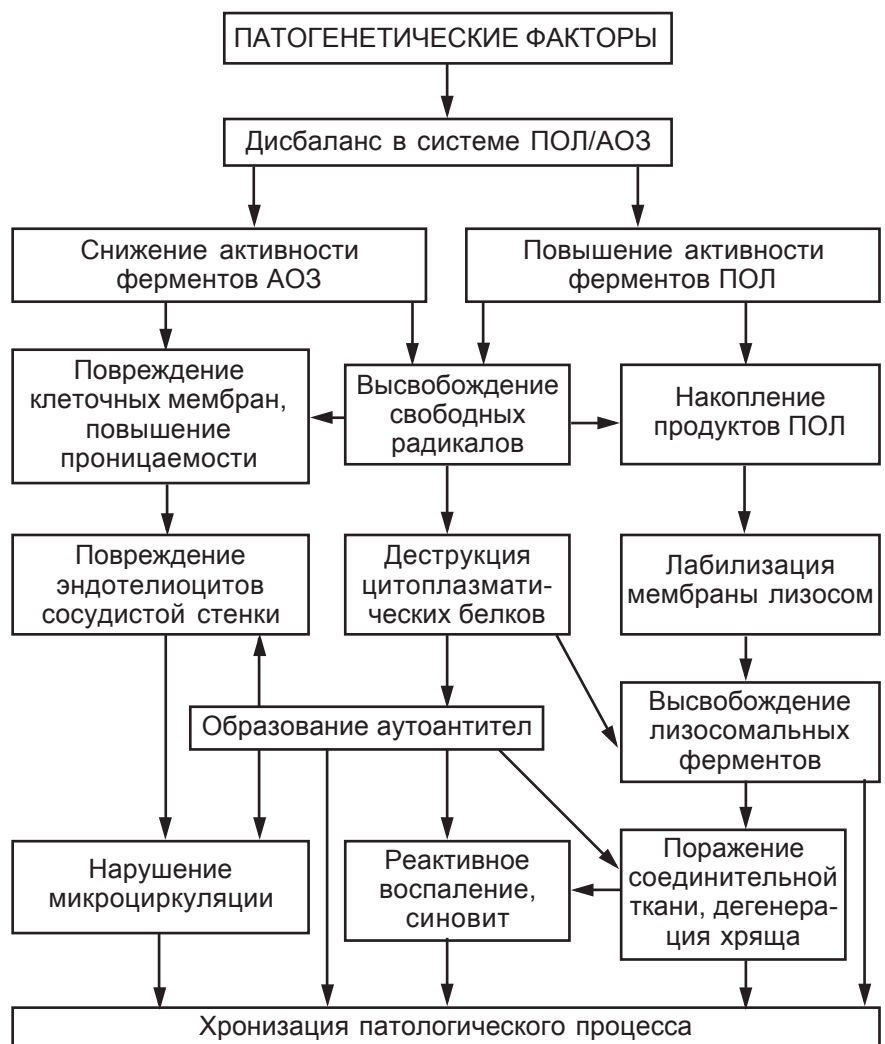 ПАТОГЕНЕТИЧЕСКИЕ ФАКТОРЫ
Дисбаланс в системе ПОЛ/АОЗ
Снижение активности
ферментов АОЗ
Повышение активности
ферментов ПОЛ
Повреждение
клеточных мембран,
повышение
проницаемости
Высвобождение
свободных
радикалов
Накопление
продуктов ПОЛ
Повреждение
эндотелиоцитов
сосудистой стенки
Деструкция
цитоплазмати-
ческих белков
Лабилизация
мембраны лизосом
Образование аутоантител
Высвобождение
лизосомальных
ферментов
Нарушение
микроциркуляции
Реактивное
воспаление,
синовит
Поражение
соединительной
ткани, дегенера-
ция хряща
Хронизация патологического процесса